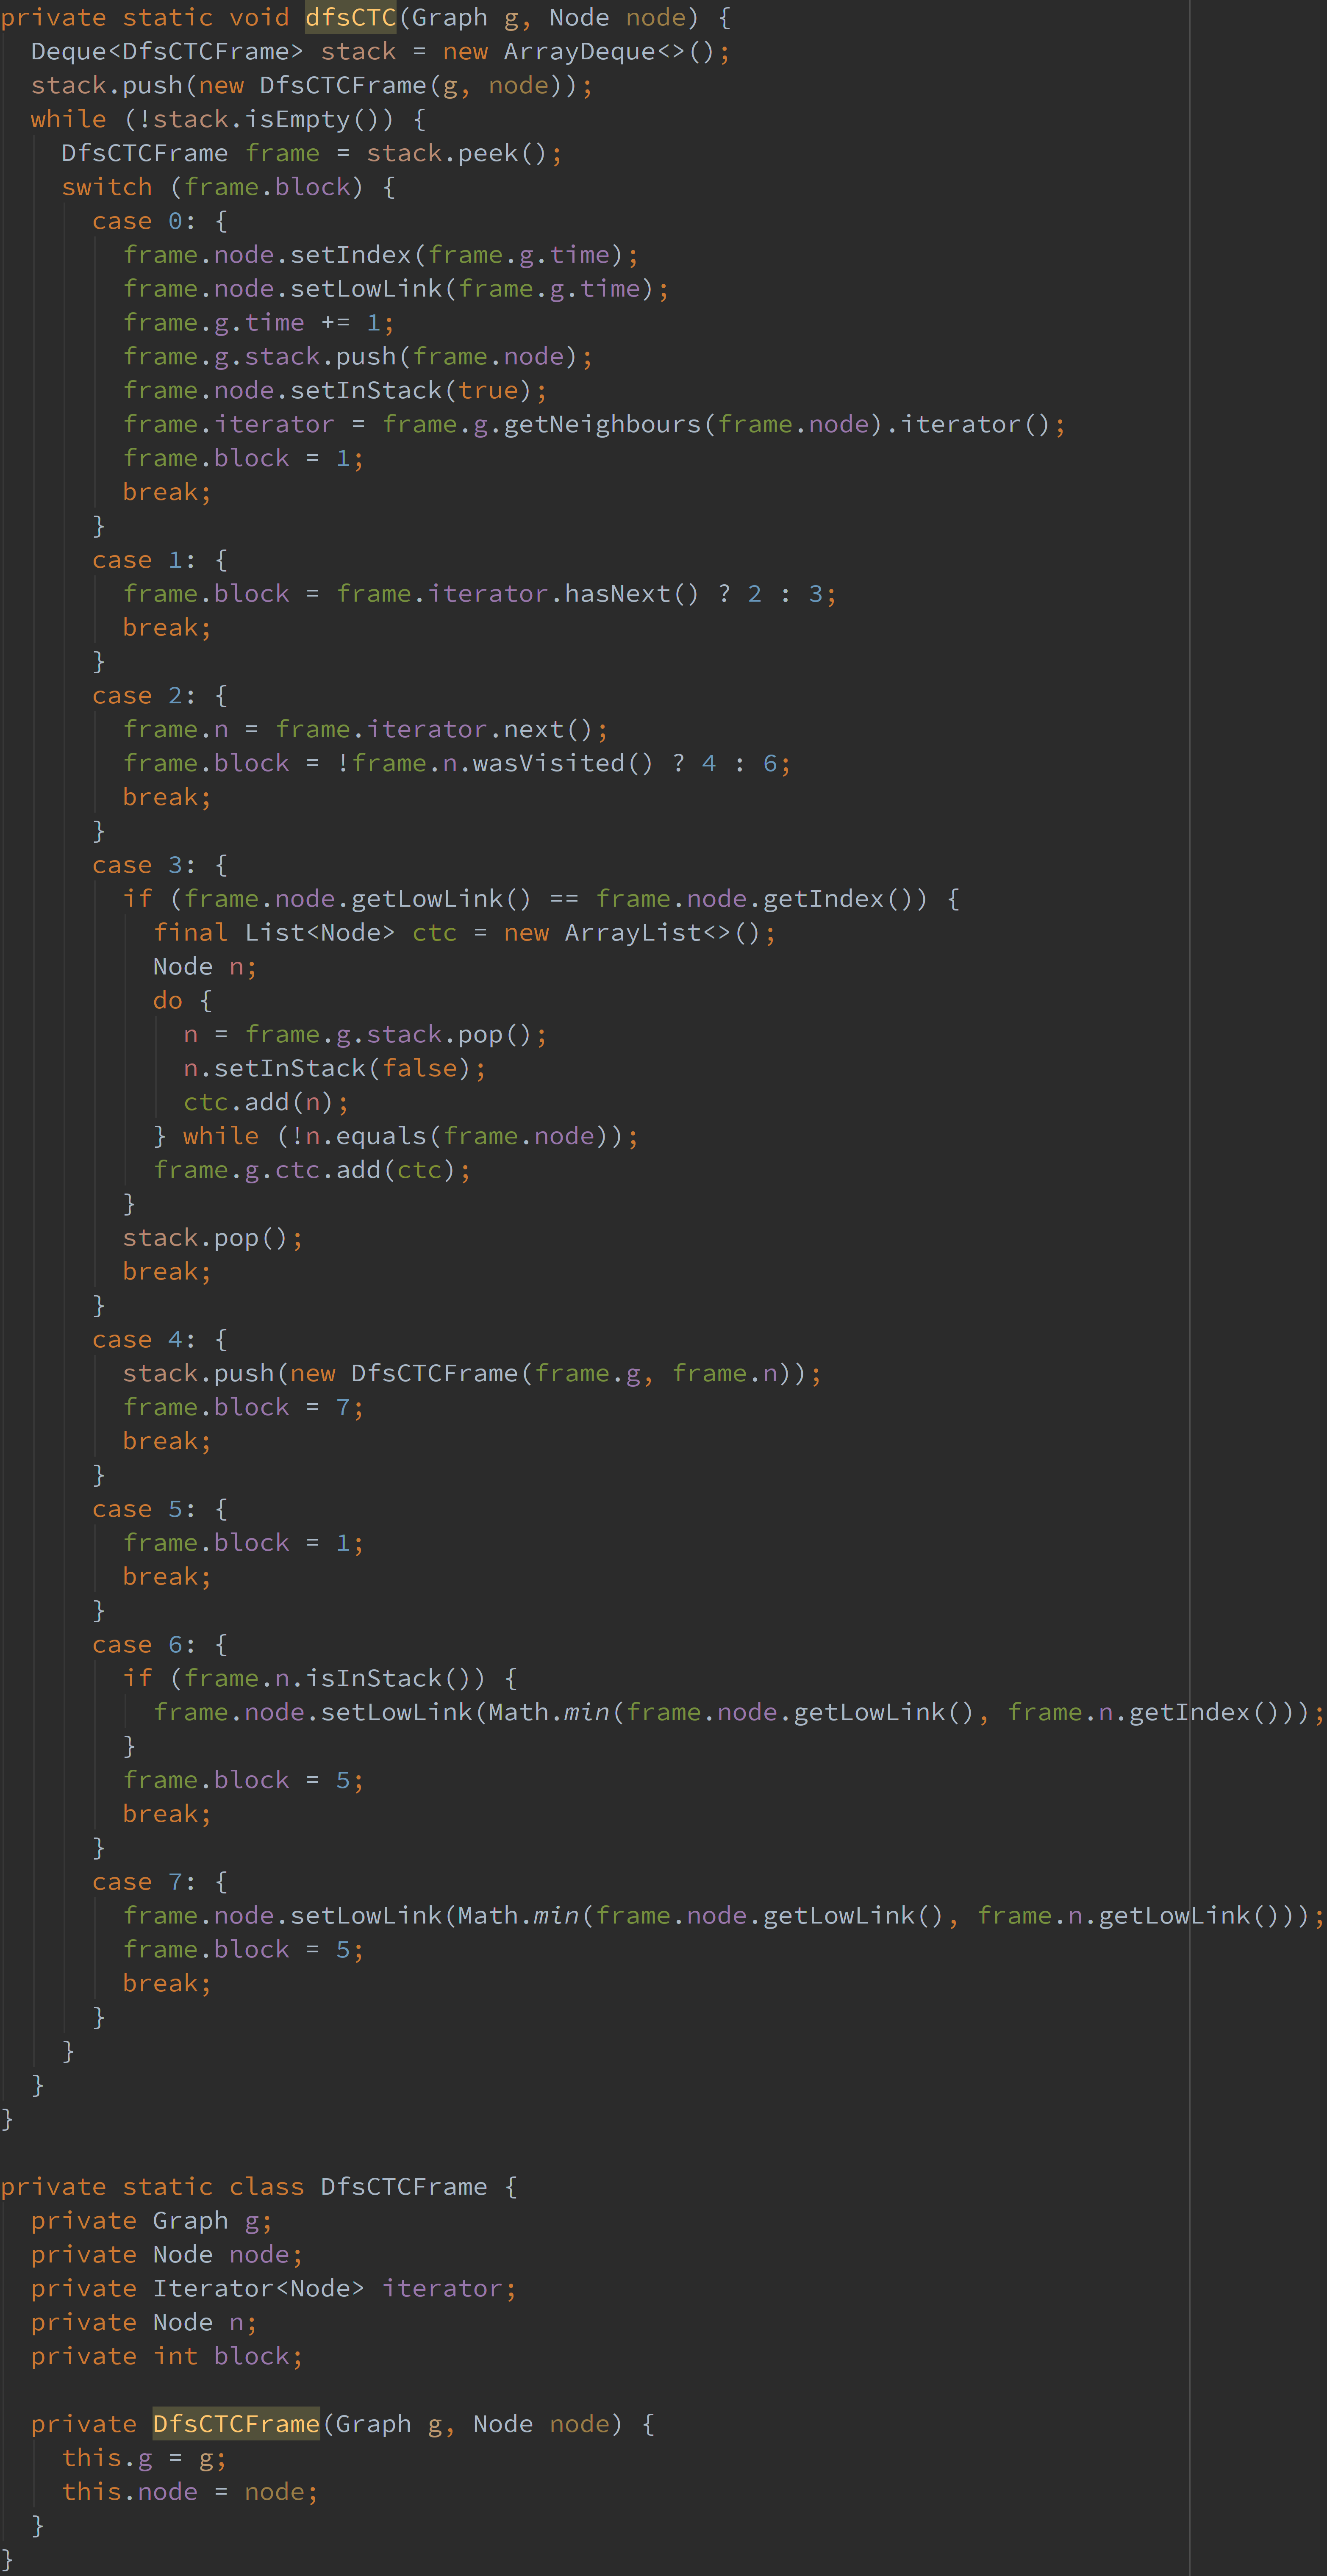 private static void dfsCTC(Graph g, Node node) {
  Deque<DfsCTCFrame> stack = new ArrayDeque<>();
  stack.push(new DfsCTCFrame(g, node));
  while (!stack.isEmpty()) {
    DfsCTCFrame frame = stack.peek();
    switch (frame.block) {
      case 0: {
        frame.node.setIndex(frame.g.time);
        frame.node.setLowLink(frame.g.time);
        frame.g.time += 1;
        frame.g.stack.push(frame.node);
        frame.node.setInStack(true);
        frame.iterator = frame.g.getNeighbours(frame.node).iterator();
        frame.block = 1;
        break;
      }
      case 1: {
        frame.block = frame.iterator.hasNext() ? 2 : 3;
        break;
      }
      case 2: {
        frame.n = frame.iterator.next();
        frame.block = !frame.n.wasVisited() ? 4 : 6;
        break;
      }
      case 3: {
        if (frame.node.getLowLink() == frame.node.getIndex()) {
          final List<Node> ctc = new ArrayList<>();
          Node n;
          do {
            n = frame.g.stack.pop();
            n.setInStack(false);
            ctc.add(n);
          } while (!n.equals(frame.node));
          frame.g.ctc.add(ctc);
        }
        stack.pop();
        break;
      }
      case 4: {
        stack.push(new DfsCTCFrame(frame.g, frame.n));
        frame.block = 7;
        break;
      }
      case 5: {
        frame.block = 1;
        break;
      }
      case 6: {
        if (frame.n.isInStack()) {
          frame.node.setLowLink(Math.min(frame.node.getLowLink(), frame.n.getIndex()));
        }
        frame.block = 5;
        break;
      }
      case 7: {
        frame.node.setLowLink(Math.min(frame.node.getLowLink(), frame.n.getLowLink()));
        frame.block = 5;
        break;
      }
    }
  }
}

private static class DfsCTCFrame {
  private Graph g;
  private Node node;
  private Iterator<Node> iterator;
  private Node n;
  private int block;

  private DfsCTCFrame(Graph g, Node node) {
    this.g = g;
    this.node = node;
  }
}